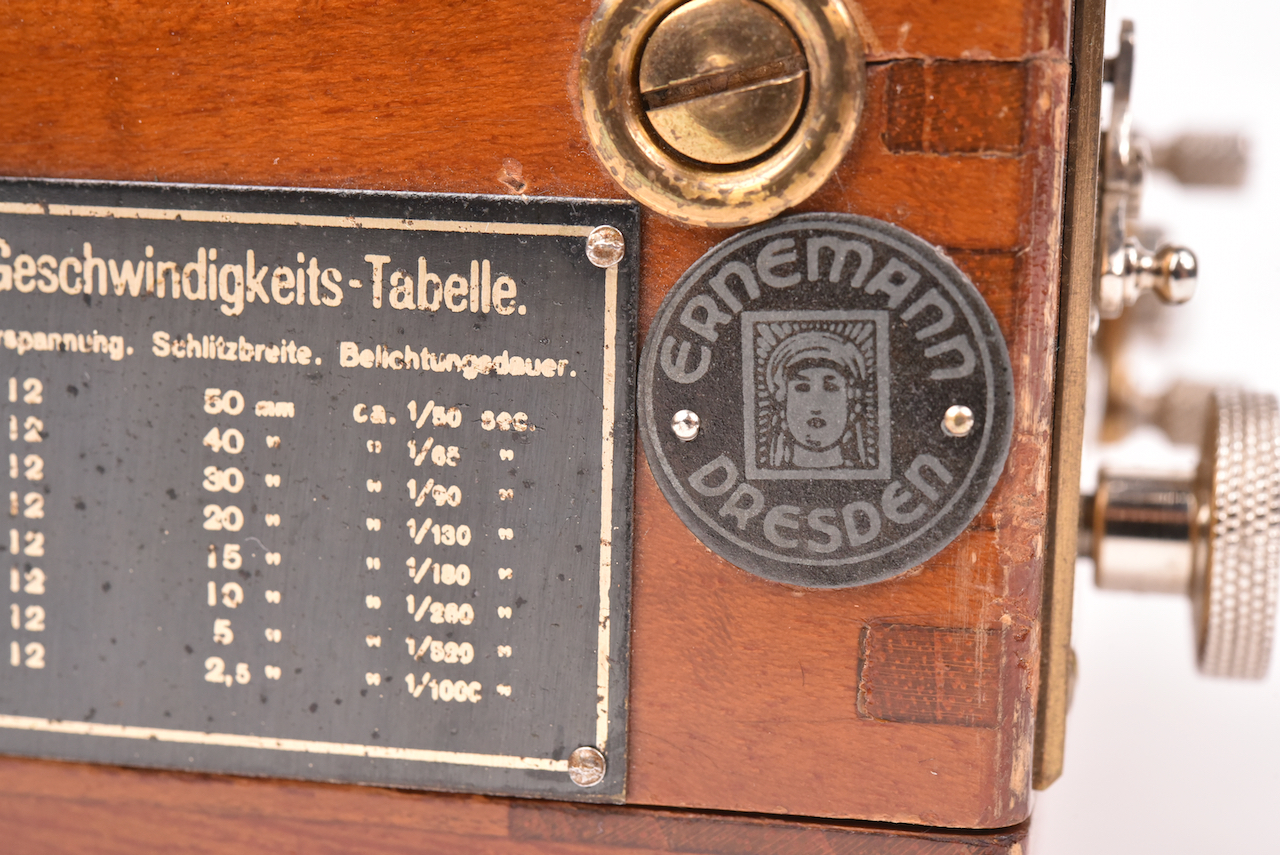 Geschwindigkeits-Tabelle.
rspannung. Schlitzbreite. Belichtungsdauer.
12 50 mm ca. 1/50 sec.
12 40 " " 1/65 "
12 30 " " 1/90 "
12 20 " " 1/130 "
12 15 " " 1/180 "
12 10 " " 1/260 "
12 5 " " 1/520 "
12 2,5 " " 1/1000 "
ERNEMANN
DRESDEN